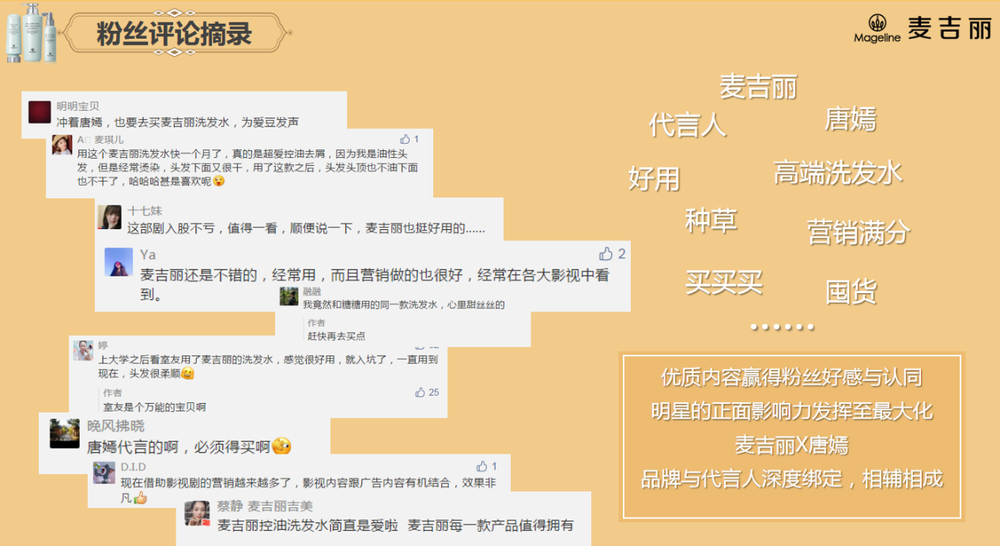 粉丝评论摘录
Mageline 麦吉丽
明明宝贝
冲着唐嫣，也要去买麦吉丽洗发水，为爱豆发声
麦琪儿
1
用这个麦吉丽洗发水快一个月了，真的是超爱控油去屑，因为我是油性头
发，但是经常烫染，头发下面又很干，用了这款之后，头发头顶也不油下面
也不干了，哈哈哈甚是喜欢呢😯
十七妹
这部剧入股不亏，值得一看，顺便说一下，麦吉丽也挺好用的......
Ya
2
麦吉丽还是不错的，经常用，而且营销做的也很好，经常在各大影视中看
到。
融融
我竟然和糖糖用的同一款洗发水，心里甜丝丝的
作者
赶快再去买点
婷
上大学之后看室友用了麦吉丽的洗发水，感觉很好用，就入坑了，一直用到
现在，头发很柔顺🤗
作者
25
室友是个万能的宝贝啊
晚风拂晓
唐嫣代言的啊，必须得买啊😘
D.I.D
1
现在借助影视剧的营销越来越多了，影视内容跟广告内容有机结合，效果非
凡👍
蔡静 麦吉丽吉美
麦吉丽控油洗发水简直是爱啦 麦吉丽每一款产品值得拥有
麦吉丽
代言人
唐嫣
好用
高端洗发水
种草
营销满分
买买买
囤货
......
优质内容赢得粉丝好感与认同
明星的正面影响力发挥至最大化
麦吉丽X唐嫣
品牌与代言人深度绑定，相辅相成